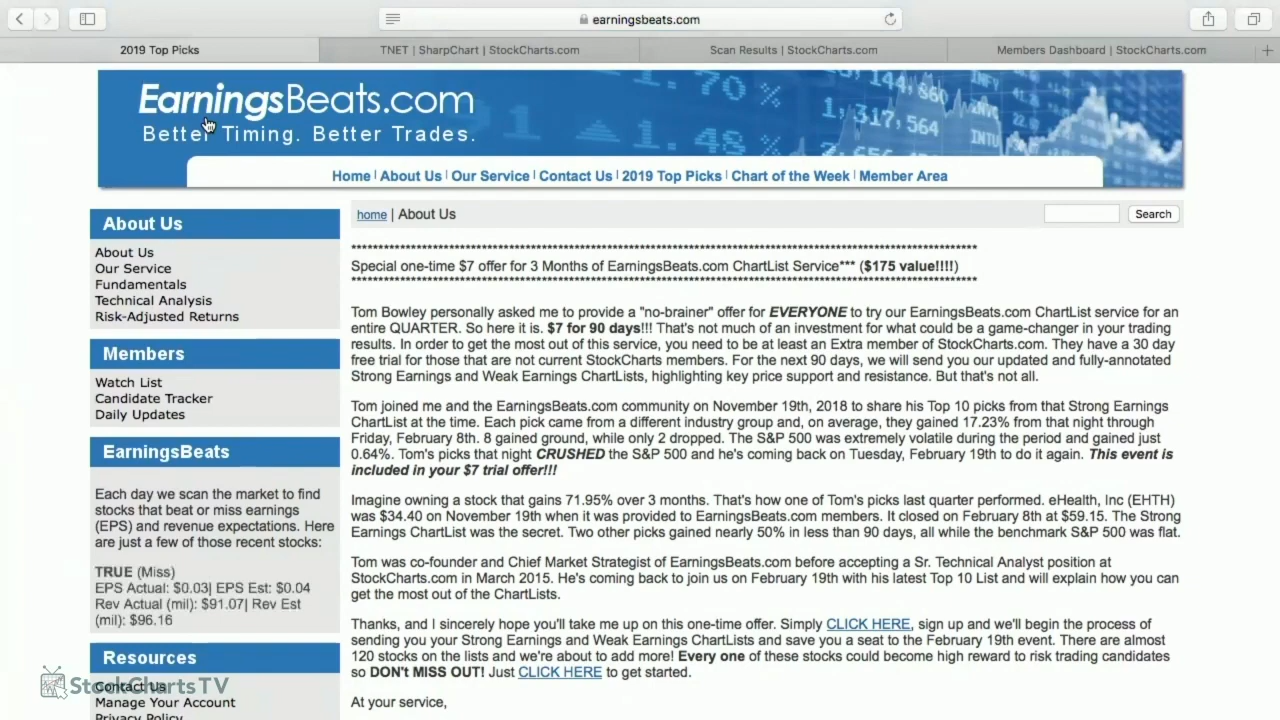 earningsbeats.com
2019 Top Picks
TNET | SharpChart | StockCharts.com
Scan Results | StockCharts.com
Members Dashboard | StockCharts.com
EarningsBeats.com
Better Timing. Better Trades.
1.70 %
1.48 %
1,317,564
INTU
Home | About Us | Our Service | Contact Us | 2019 Top Picks | Chart of the Week | Member Area
About Us
About Us
Our Service
Fundamentals
Technical Analysis
Risk-Adjusted Returns
Members
Watch List
Candidate Tracker
Daily Updates
EarningsBeats
Each day we scan the market to find
stocks that beat or miss earnings
(EPS) and revenue expectations. Here
are just a few of those recent stocks:
TRUE (Miss)
EPS Actual: $0.03| EPS Est: $0.04
Rev Actual (mil): $91.07| Rev Est
(mil): $96.16
Resources
Contact Us
Manage Your Account
Privacy Policy
StockChartsTV
home | About Us
Search
Special one-time $7 offer for 3 Months of EarningsBeats.com ChartList Service*** ($175 value!!!!)
Tom Bowley personally asked me to provide a "no-brainer" offer for EVERYONE to try our EarningsBeats.com ChartList service for an
entire QUARTER. So here it is. $7 for 90 days!!! That's not much of an investment for what could be a game-changer in your trading
results. In order to get the most out of this service, you need to be at least an Extra member of StockCharts.com. They have a 30 day
free trial for those that are not current StockCharts members. For the next 90 days, we will send you our updated and fully-annotated
Strong Earnings and Weak Earnings ChartLists, highlighting key price support and resistance. But that's not all.
Tom joined me and the EarningsBeats.com community on November 19th, 2018 to share his Top 10 picks from that Strong Earnings
ChartList at the time. Each pick came from a different industry group and, on average, they gained 17.23% from that night through
Friday, February 8th. 8 gained ground, while only 2 dropped. The S&P 500 was extremely volatile during the period and gained just
0.64%. Tom's picks that night CRUSHED the S&P 500 and he's coming back on Tuesday, February 19th to do it again. This event is
included in your $7 trial offer!!!
Imagine owning a stock that gains 71.95% over 3 months. That's how one of Tom's picks last quarter performed. eHealth, Inc (EHTH)
was $34.40 on November 19th when it was provided to EarningsBeats.com members. It closed on February 8th at $59.15. The Strong
Earnings ChartList was the secret. Two other picks gained nearly 50% in less than 90 days, all while the benchmark S&P 500 was flat.
Tom was co-founder and Chief Market Strategist of EarningsBeats.com before accepting a Sr. Technical Analyst position at
StockCharts.com in March 2015. He's coming back to join us on February 19th with his latest Top 10 List and will explain how you can
get the most out of the ChartLists.
Thanks, and I sincerely hope you'll take me up on this one-time offer. Simply CLICK HERE, sign up and we'll begin the process of
sending you your Strong Earnings and Weak Earnings ChartLists and save you a seat to the February 19th event. There are almost
120 stocks on the lists and we're about to add more! Every one of these stocks could become high reward to risk trading candidates
so DON'T MISS OUT! Just CLICK HERE to get started.
At your service,